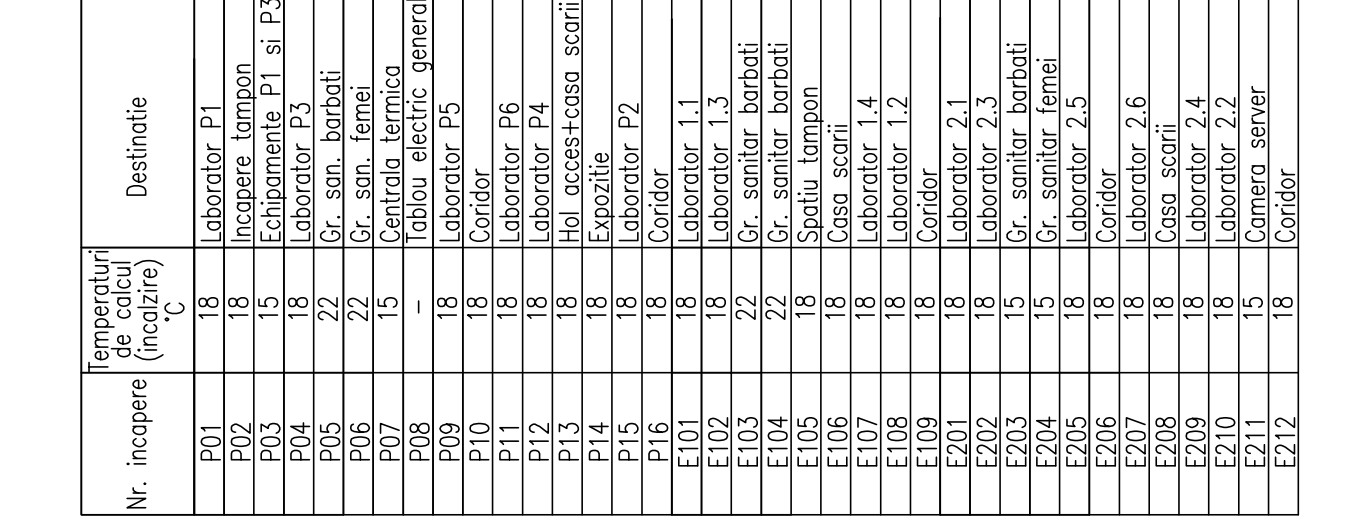 Nr. incapere Temperaturi de calcul (incalzire) °C Destinatie
P01 18 Laborator P1
P02 18 Incapere tampon
P03 15 Echipamente P1 si P3
P04 18 Laborator P3
P05 22 Gr. san. barbati
P06 22 Gr. san. femei
P07 15 Centrala termica
P08 – Tablou electric general
P09 18 Laborator P5
P10 18 Coridor
P11 18 Laborator P6
P12 18 Laborator P4
P13 18 Hol acces+casa scarii
P14 18 Expozitie
P15 18 Laborator P2
P16 18 Coridor
E101 18 Laborator 1.1
E102 18 Laborator 1.3
E103 22 Gr. sanitar barbati
E104 22 Gr. sanitar barbati
E105 18 Spatiu tampon
E106 18 Casa scarii
E107 18 Laborator 1.4
E108 18 Laborator 1.2
E109 18 Coridor
E201 18 Laborator 2.1
E202 18 Laborator 2.3
E203 15 Gr. sanitar barbati
E204 15 Gr. sanitar femei
E205 18 Laborator 2.5
E206 18 Coridor
E207 18 Laborator 2.6
E208 18 Casa scarii
E209 18 Laborator 2.4
E210 18 Laborator 2.2
E211 15 Camera server
E212 18 Coridor